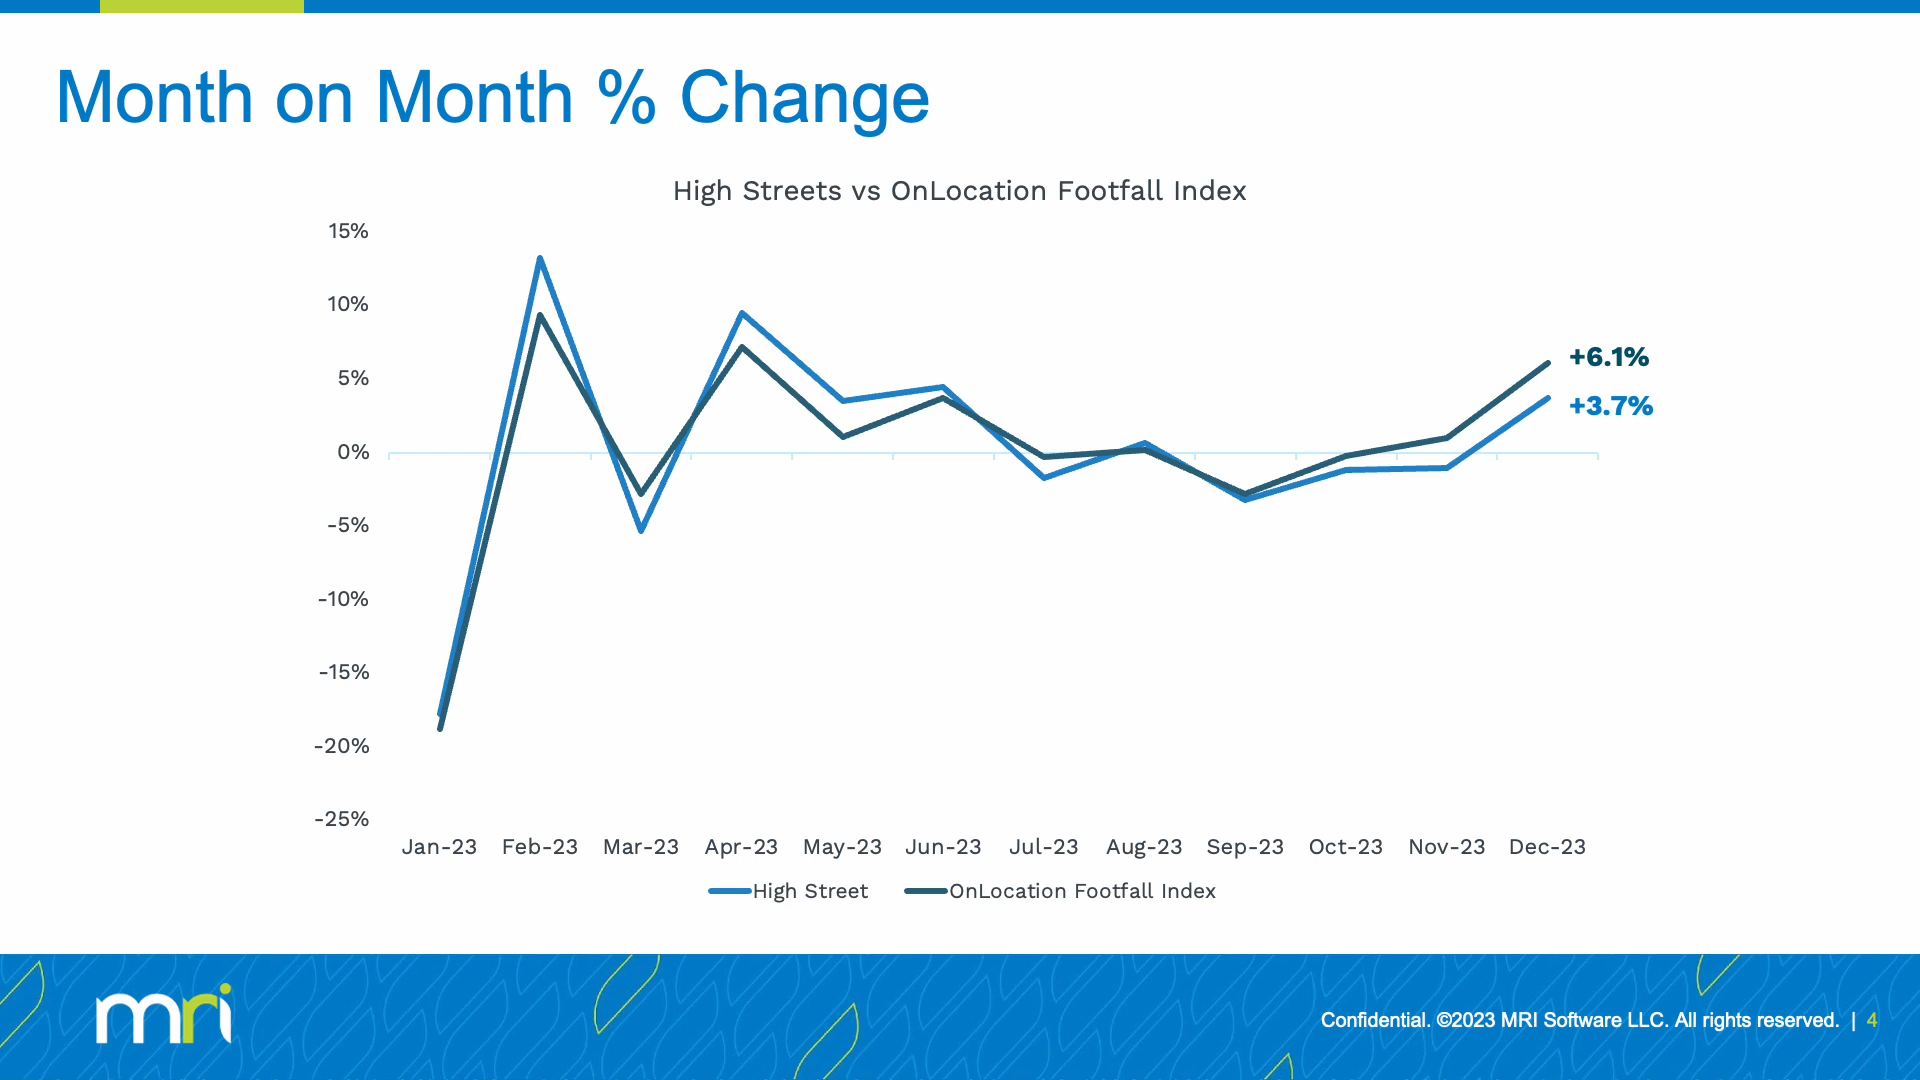 Month on Month % Change
High Streets vs OnLocation Footfall Index
15%
10%
5%
0%
-5%
-10%
-15%
-20%
-25%
+6.1%
+3.7%
Jan-23 Feb-23 Mar-23 Apr-23 May-23 Jun-23 Jul-23 Aug-23 Sep-23 Oct-23 Nov-23 Dec-23
High Street OnLocation Footfall Index
mri
Confidential. ©2023 MRI Software LLC. All rights reserved. | 4